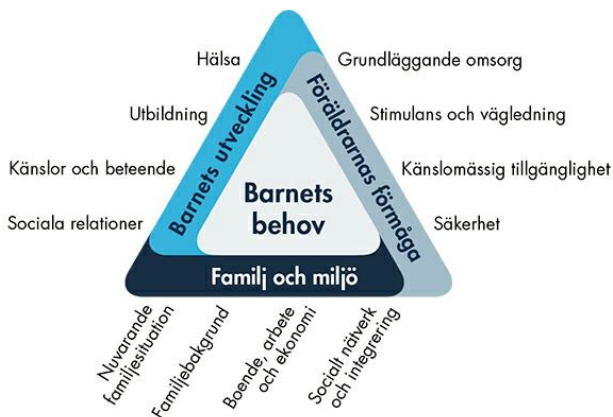 Hälsa
Utbildning
Känslor och beteende
Sociala relationer
Barnets utveckling
Barnets
behov
Föräldrarnas förmåga
Grundläggande omsorg
Stimulans och vägledning
Känslomässig tillgänglighet
Säkerhet
Familj och miljö
Nuvarande
familjesituation
Familjebakgrund
Boende, arbete
och ekonomi
Socialt nätverk
och integrering